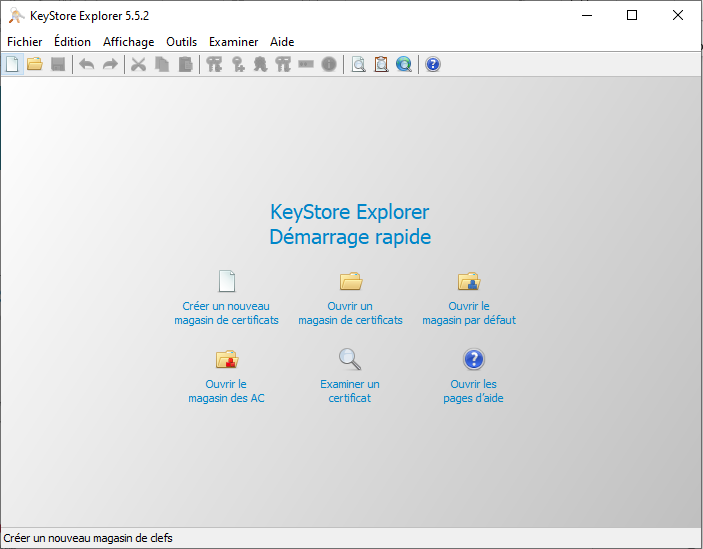 KeyStore Explorer 5.5.2
Fichier Édition Affichage Outils Examiner Aide
KeyStore Explorer
Démarrage rapide
Créer un nouveau
magasin de certificats
Ouvrir un
magasin de certificats
Ouvrir le
magasin par défaut
Ouvrir le
magasin des AC
Examiner un
certificat
Ouvrir les
pages d'aide
Créer un nouveau magasin de clefs